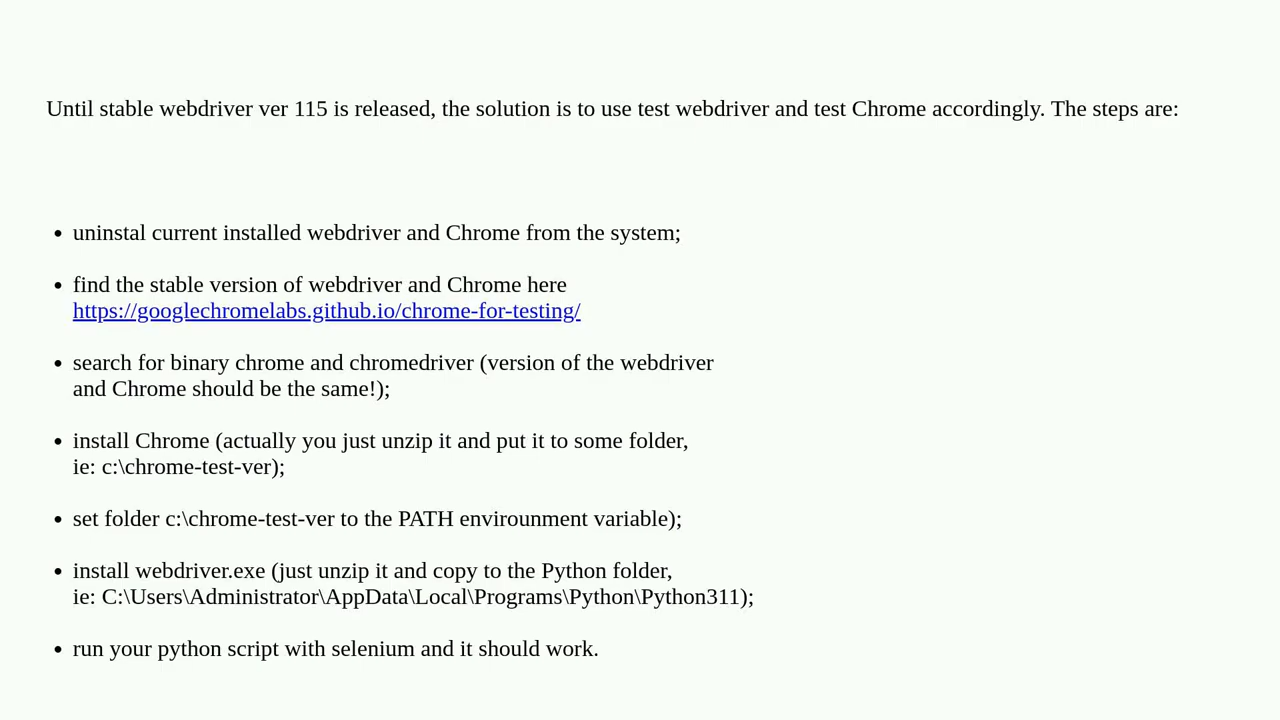 Until stable webdriver ver 115 is released, the solution is to use test webdriver and test Chrome accordingly. The steps are:
• uninstal current installed webdriver and Chrome from the system;
• find the stable version of webdriver and Chrome here
https://googlechromelabs.github.io/chrome-for-testing/
• search for binary chrome and chromedriver (version of the webdriver
and Chrome should be the same!);
• install Chrome (actually you just unzip it and put it to some folder,
ie: c:\chrome-test-ver);
• set folder c:\chrome-test-ver to the PATH envirounment variable);
• install webdriver.exe (just unzip it and copy to the Python folder,
ie: C:\Users\Administrator\AppData\Local\Programs\Python\Python311);
• run your python script with selenium and it should work.